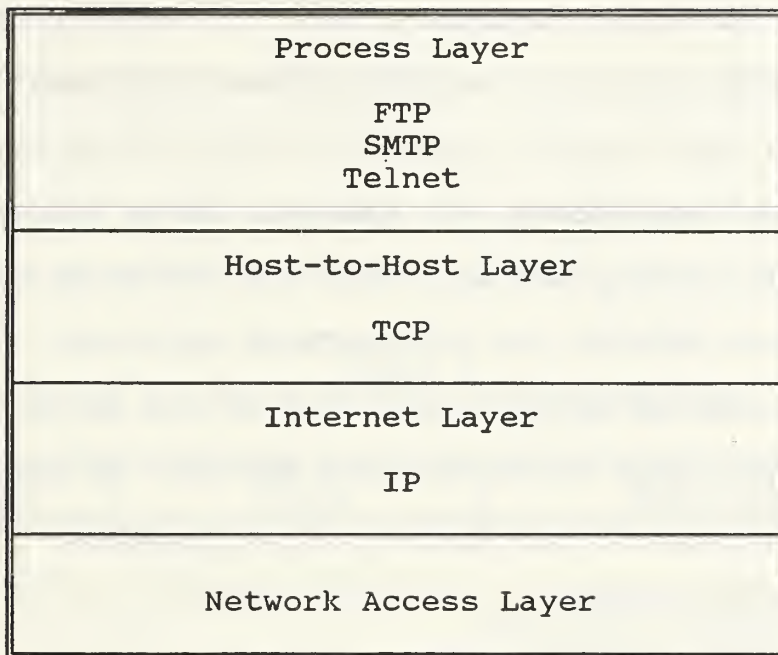 Process Layer
FTP
SMTP
Telnet
Host-to-Host Layer
TCP
Internet Layer
IP
Network Access Layer